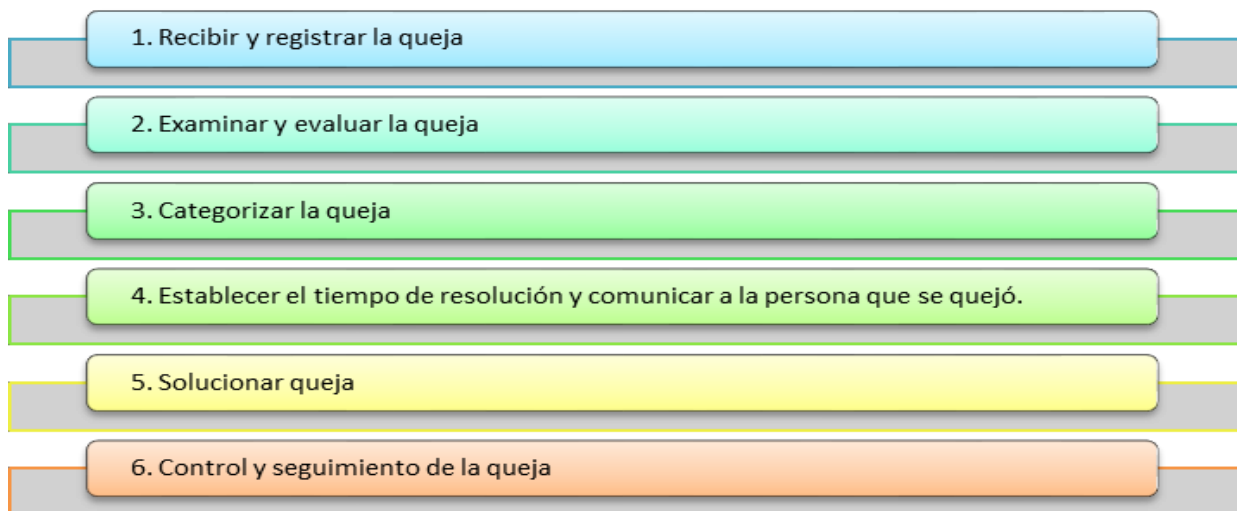 1. Recibir y registrar la queja
2. Examinar y evaluar la queja
3. Categorizar la queja
4. Establecer el tiempo de resolución y comunicar a la persona que se quejó.
5. Solucionar queja
6. Control y seguimiento de la queja